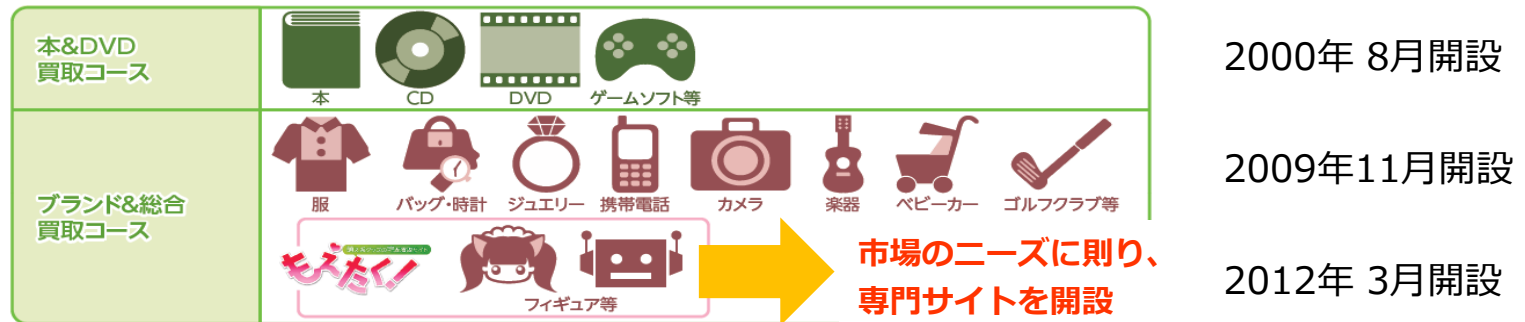 本&DVD
買取コース
本
CD
DVD
ゲームソフト等
2000年 8月開設
ブランド&総合
買取コース
服
バッグ・時計
ジュエリー
携帯電話
カメラ
楽器
ベビーカー
ゴルフクラブ等
2009年11月開設
もえたく!
フィギュア等
市場のニーズに則り、
専門サイトを開設
2012年 3月開設